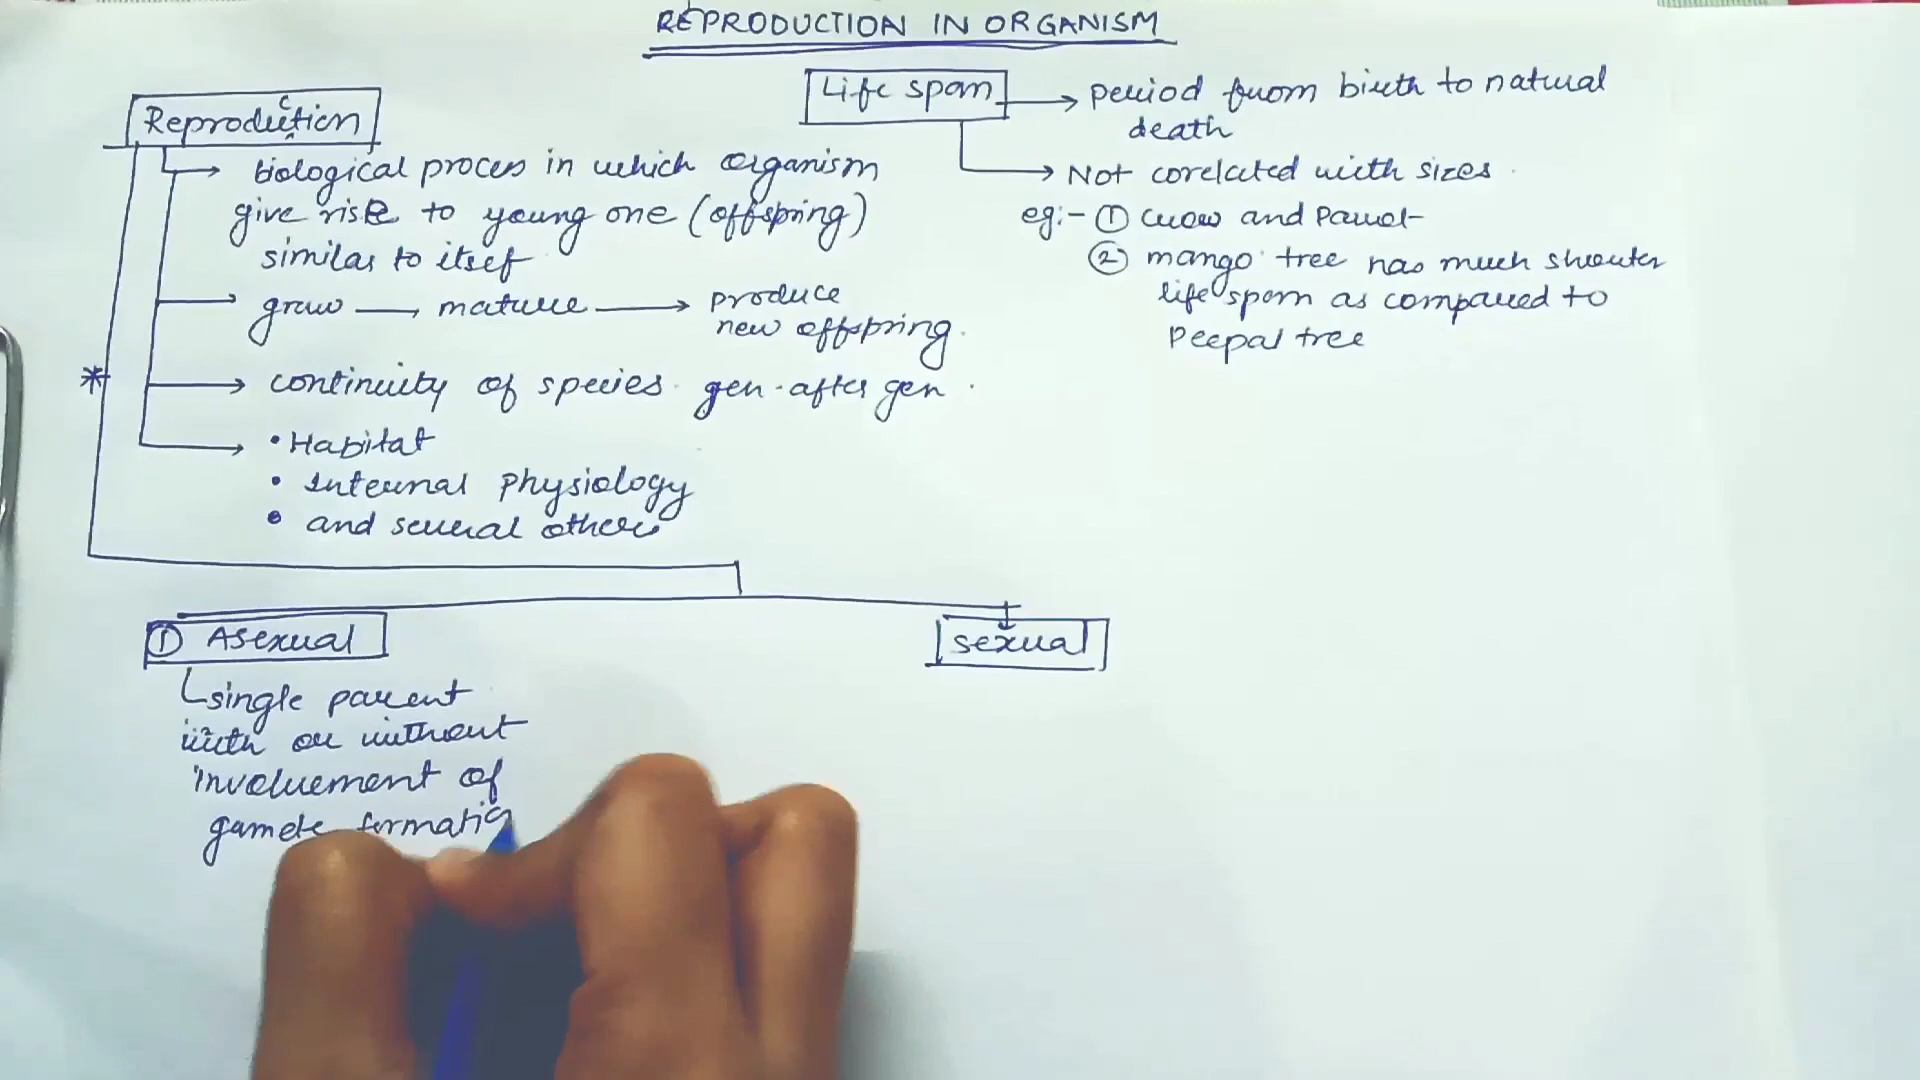 REPRODUCTION IN ORGANISM
Reproduction
biological proces in which organism
give rise to young one (offspring)
similar to itsef
grow → mature → produce
new offspring.
* → continuity of species gen. after gen.
• Habitat
• Internal physiology
• and several other
Life span → period from birth to natural
death
→ Not corelated with sizes.
eg:- ① Crow and Parrot
② mango tree has much shorter
life span as compared to
Peepal tree
① Asexual
single parent
with or without
involvement of
gamete formatio
sexual